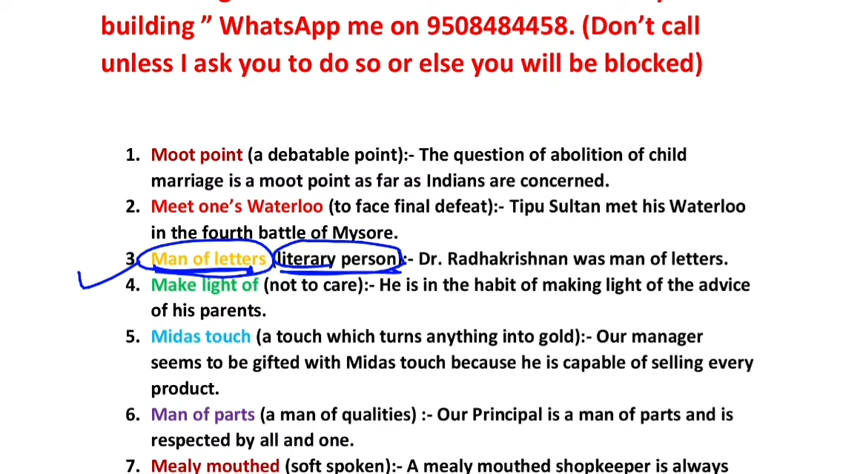 building ” WhatsApp me on 9508484458. (Don’t call
unless I ask you to do so or else you will be blocked)
1. Moot point (a debatable point):- The question of abolition of child
marriage is a moot point as far as Indians are concerned.
2. Meet one’s Waterloo (to face final defeat):- Tipu Sultan met his Waterloo
in the fourth battle of Mysore.
3. Man of letters (literary person):- Dr. Radhakrishnan was man of letters.
4. Make light of (not to care):- He is in the habit of making light of the advice
of his parents.
5. Midas touch (a touch which turns anything into gold):- Our manager
seems to be gifted with Midas touch because he is capable of selling every
product.
6. Man of parts (a man of qualities) :- Our Principal is a man of parts and is
respected by all and one.
7. Mealy mouthed (soft spoken):- A mealy mouthed shopkeeper is always